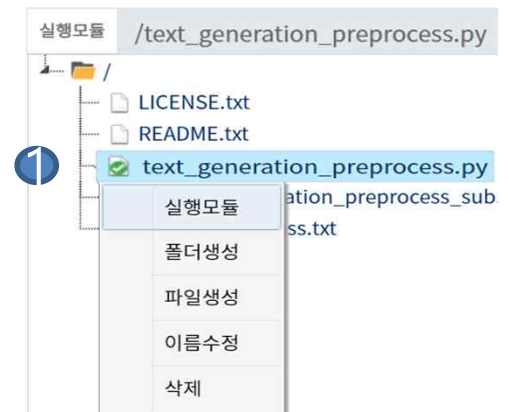 실행모듈 /text_generation_preprocess.py
/
LICENSE.txt
README.txt
1 text_generation_preprocess.py
실행모듈 ation_preprocess_sub.
ss.txt
폴더생성
파일생성
이름수정
삭제